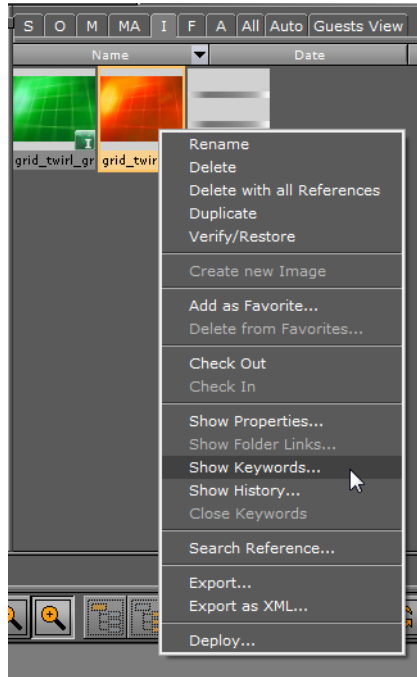 S O M MA I F A All Auto Guests View
Name Date
I
grid_twirl_gr grid_twir
Rename
Delete
Delete with all References
Duplicate
Verify/Restore
Create new Image
Add as Favorite...
Delete from Favorites...
Check Out
Check In
Show Properties...
Show Folder Links...
Show Keywords...
Show History...
Close Keywords
Search Reference...
Export...
Export as XML...
Deploy...